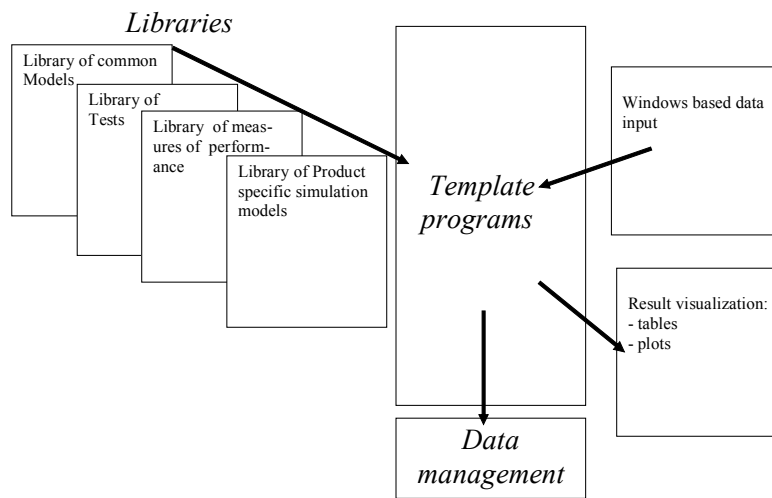 Libraries
Library of common
Models
Library of
Tests
Library of meas-
ures of perform-
ance
Library of Product
specific simulation
models
Template
programs
Windows based data
input
Result visualization:
- tables
- plots
Data
management